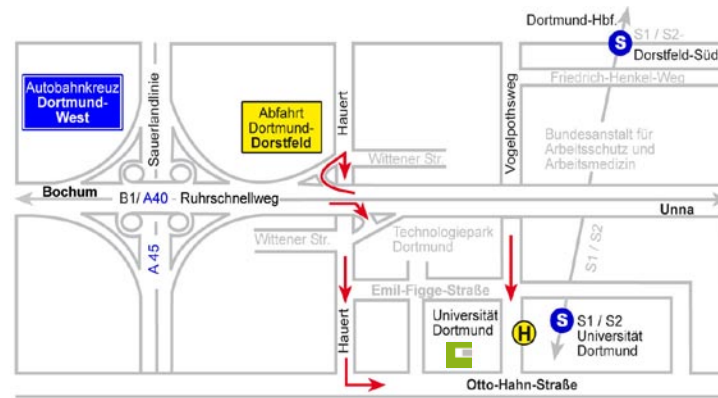 Dortmund-Hbf.
S1 / S2-
S
Dorstfeld-Süd
Friedrich-Henkel-Weg
Autobahnkreuz
Dortmund-
West
Sauerlandlinie
Abfahrt
Dortmund-
Dorstfeld
Hauert
Vogelpothsweg
Wittener Str.
Bundesanstalt für
Arbeitsschutz und
Arbeitsmedizin
Bochum
B1/ A40 - Ruhrschnellweg
Unna
A 45
Wittener Str.
Technologiepark
Dortmund
S1 / S2
Emil-Figge-Straße
Hauert
Universität
Dortmund
H
S
S1 / S2
Universität
Dortmund
Otto-Hahn-Straße